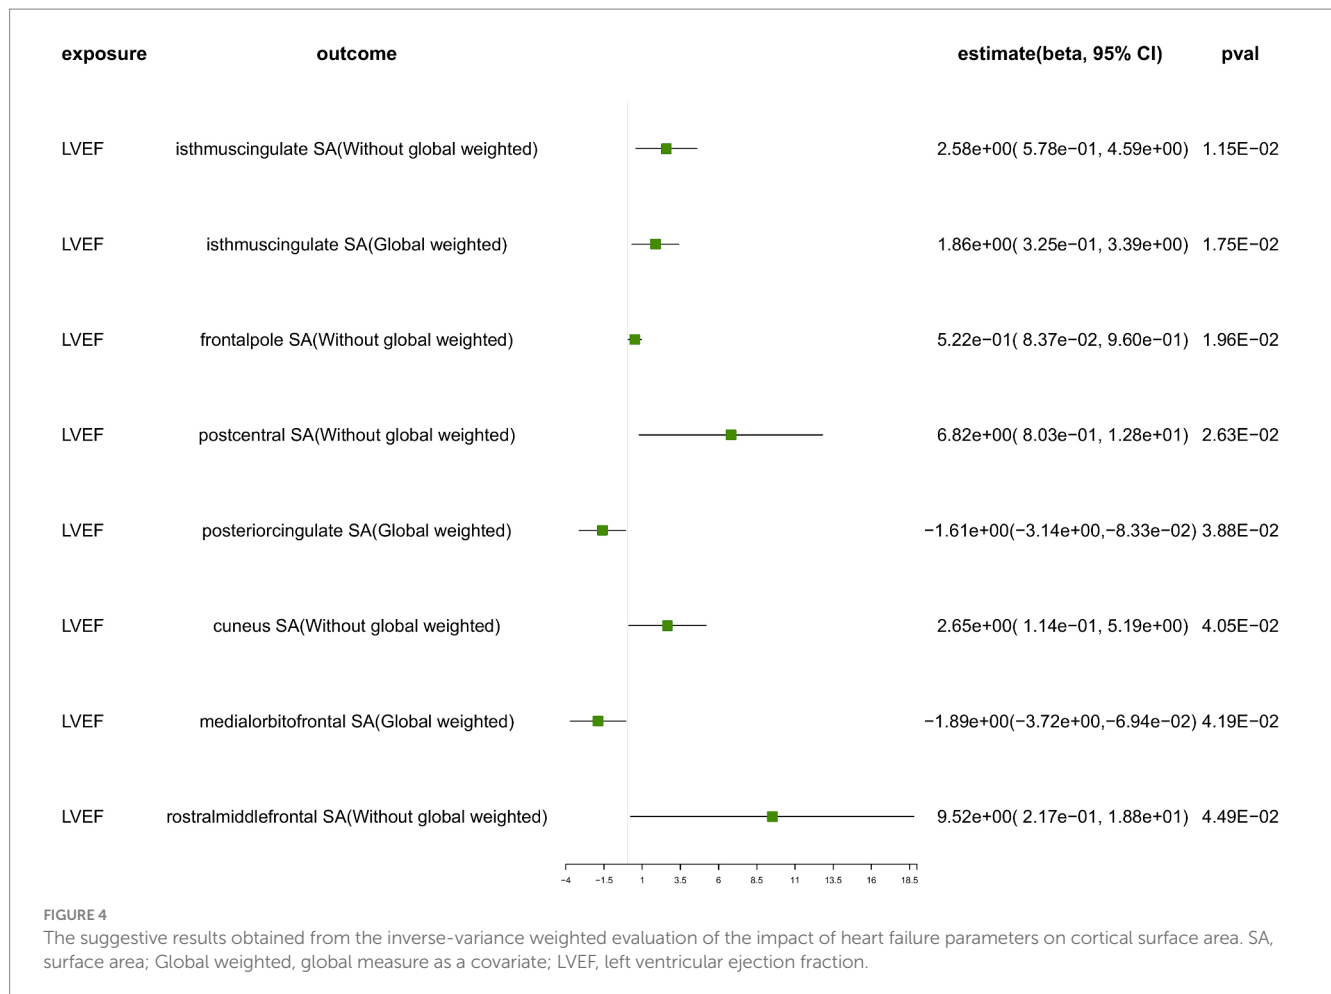 exposure outcome estimate(beta, 95% CI) pval
LVEF isthmuscingulate SA(Without global weighted) 2.58e+00( 5.78e−01, 4.59e+00) 1.15E−02
LVEF isthmuscingulate SA(Global weighted) 1.86e+00( 3.25e−01, 3.39e+00) 1.75E−02
LVEF frontalpole SA(Without global weighted) 5.22e−01( 8.37e−02, 9.60e−01) 1.96E−02
LVEF postcentral SA(Without global weighted) 6.82e+00( 8.03e−01, 1.28e+01) 2.63E−02
LVEF posteriorcingulate SA(Global weighted) −1.61e+00(−3.14e+00,−8.33e−02) 3.88E−02
LVEF cuneus SA(Without global weighted) 2.65e+00( 1.14e−01, 5.19e+00) 4.05E−02
LVEF medialorbitofrontal SA(Global weighted) −1.89e+00(−3.72e+00,−6.94e−02) 4.19E−02
LVEF rostralmiddlefrontal SA(Without global weighted) 9.52e+00( 2.17e−01, 1.88e+01) 4.49E−02
−4 −1.5 1 3.5 6 8.5 11 13.5 16 18.5
FIGURE 4
The suggestive results obtained from the inverse-variance weighted evaluation of the impact of heart failure parameters on cortical surface area. SA,
surface area; Global weighted, global measure as a covariate; LVEF, left ventricular ejection fraction.